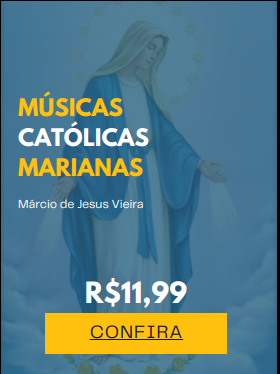 MÚSICAS
CATÓLICAS
MARIANAS
Márcio de Jesus Vieira
R$11,99
CONFIRA